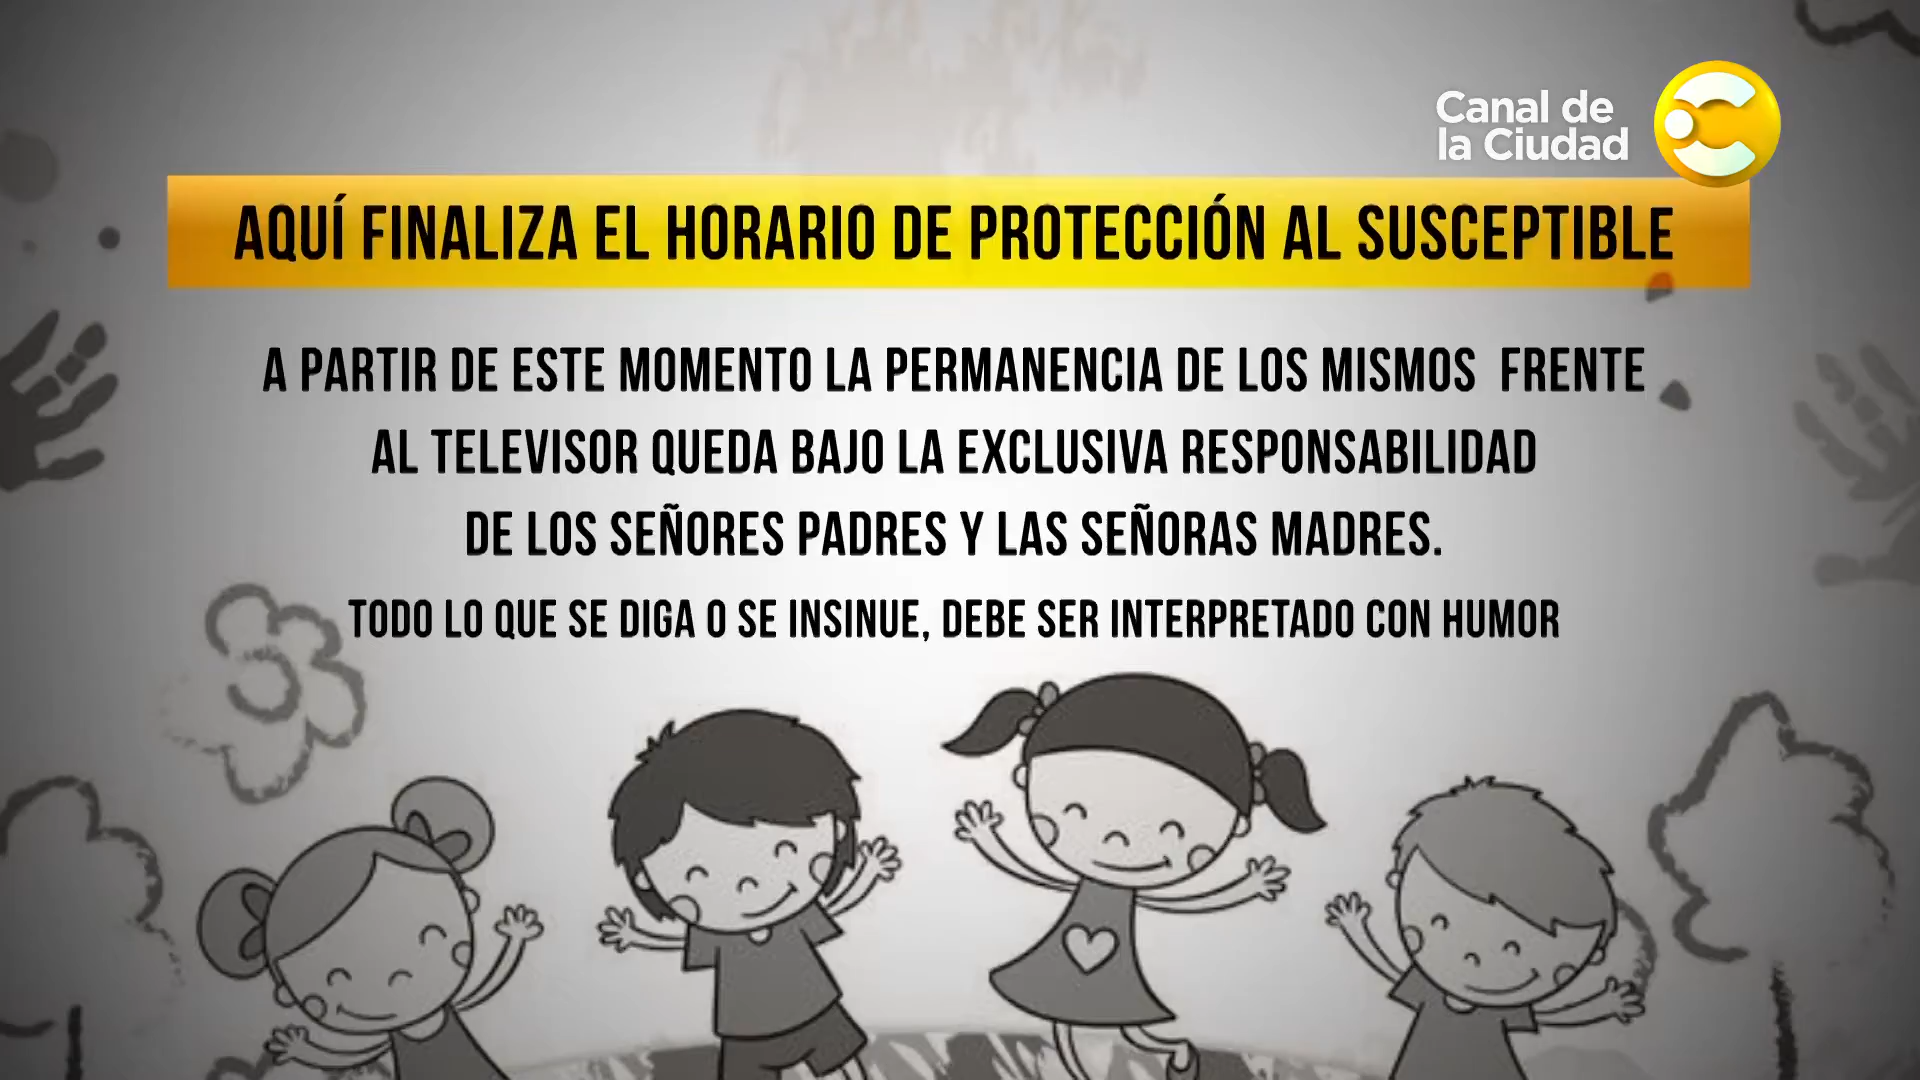 Canal de
la Ciudad
AQUÍ FINALIZA EL HORARIO DE PROTECCIÓN AL SUSCEPTIBLE
A PARTIR DE ESTE MOMENTO LA PERMANENCIA DE LOS MISMOS FRENTE
AL TELEVISOR QUEDA BAJO LA EXCLUSIVA RESPONSABILIDAD
DE LOS SEÑORES PADRES Y LAS SEÑORAS MADRES.
TODO LO QUE SE DIGA O SE INSINUE, DEBE SER INTERPRETADO CON HUMOR